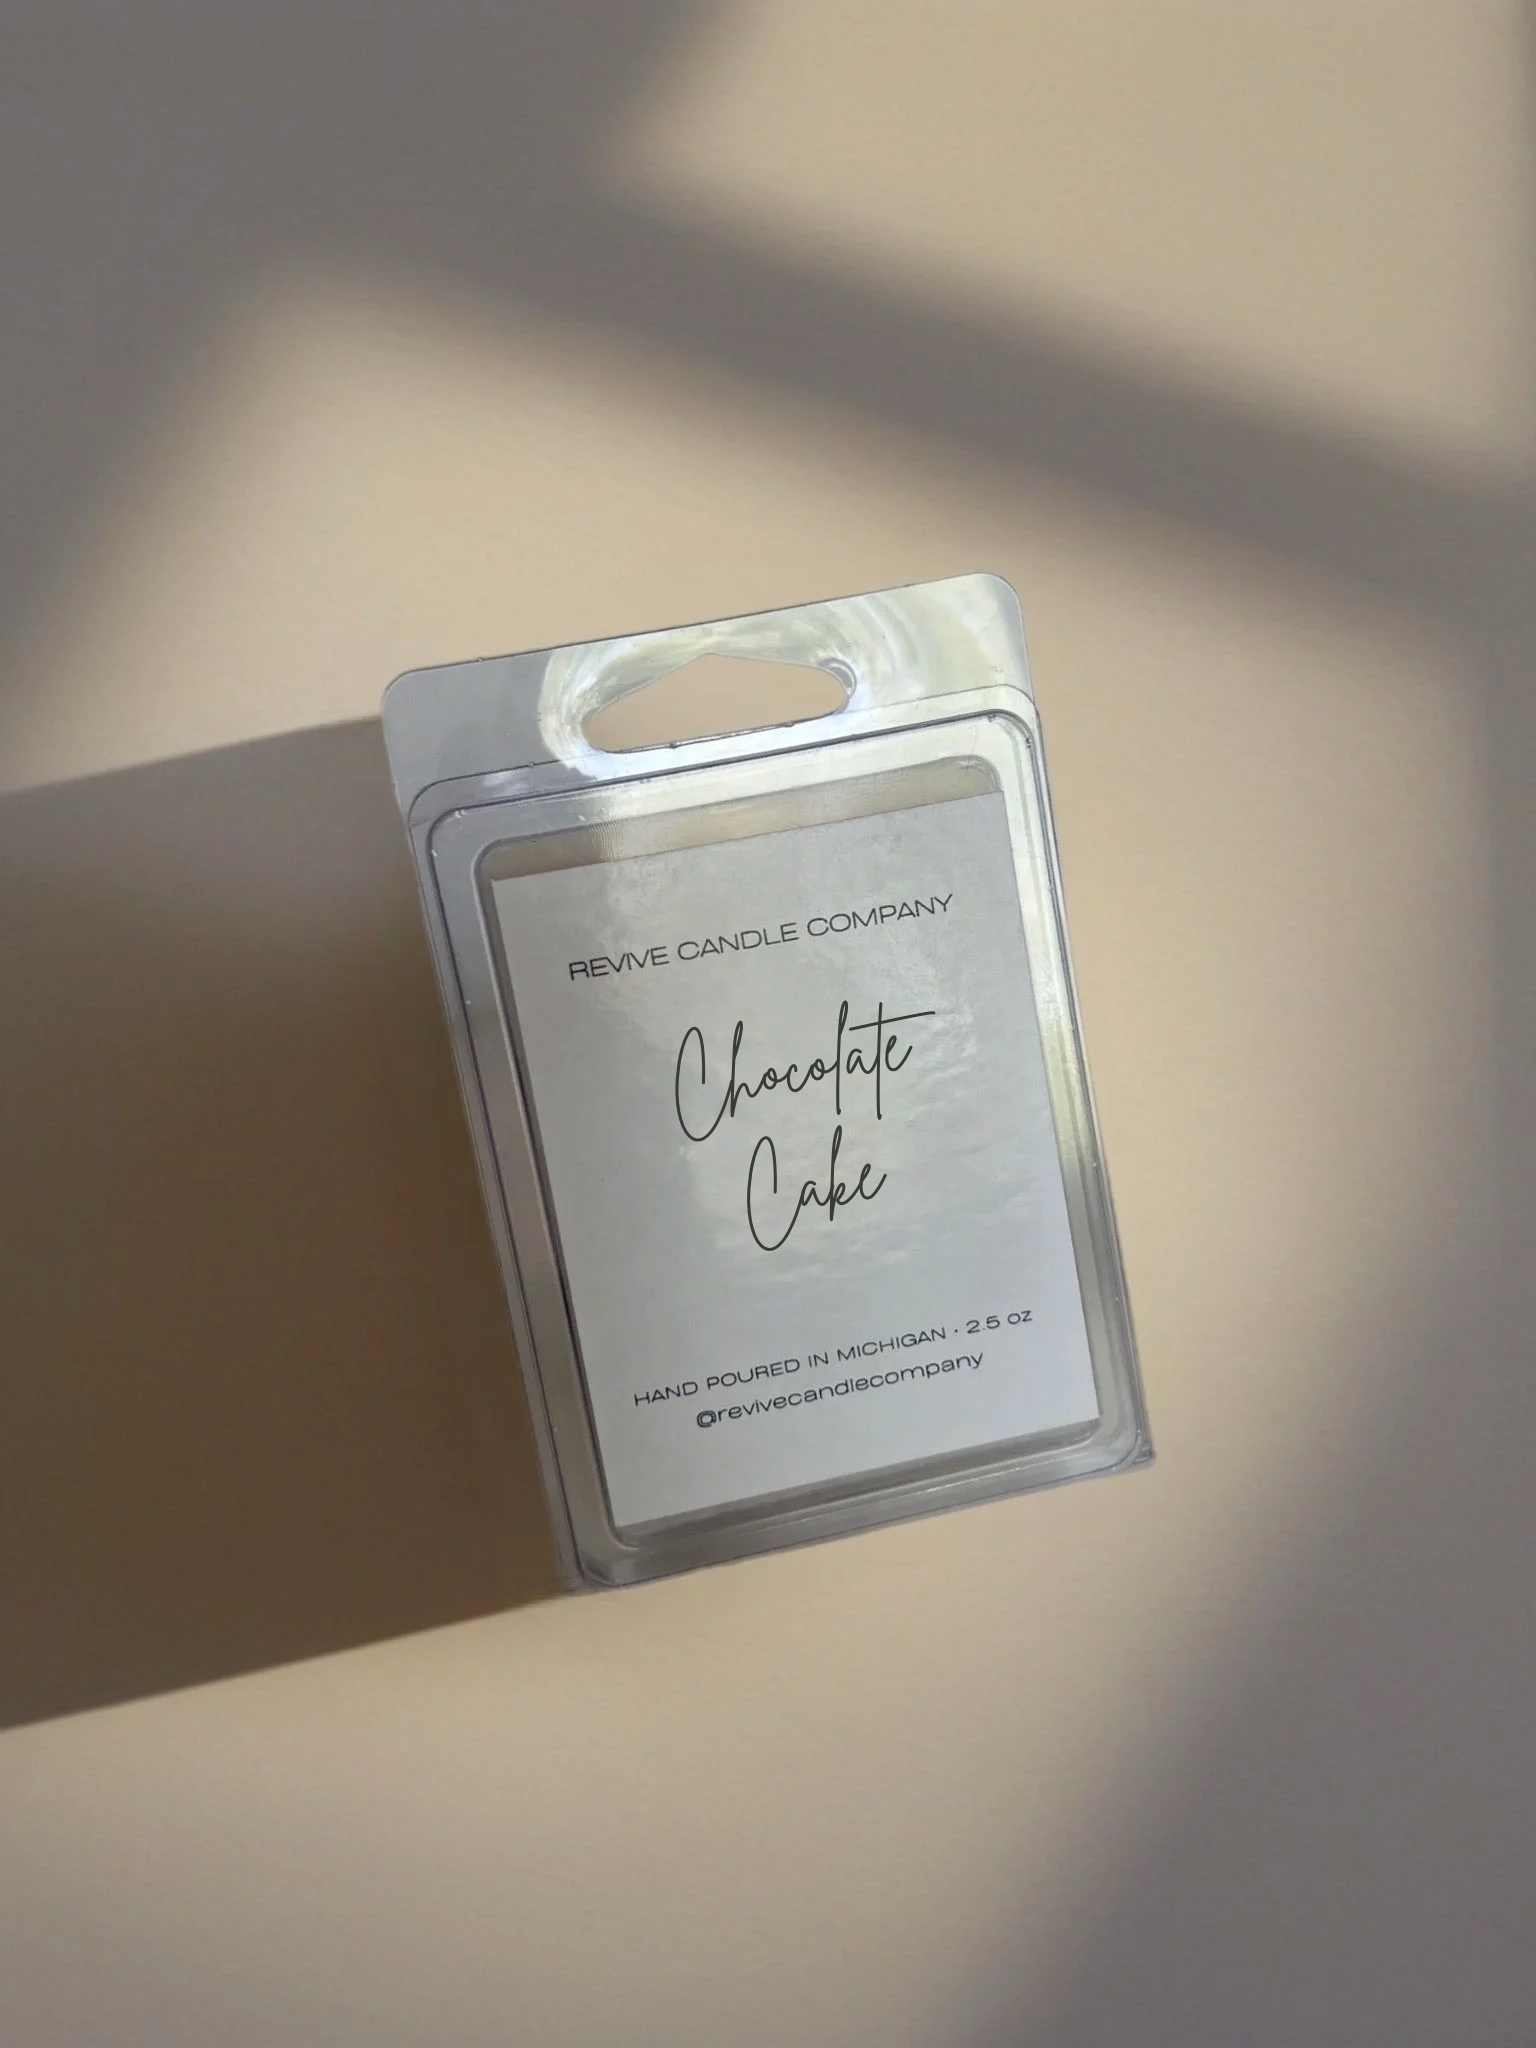 REVIVE CANDLE COMPANY
Chocolate
Cake
HAND POURED IN MICHIGAN · 2.5 oz
@revivecandlecompany